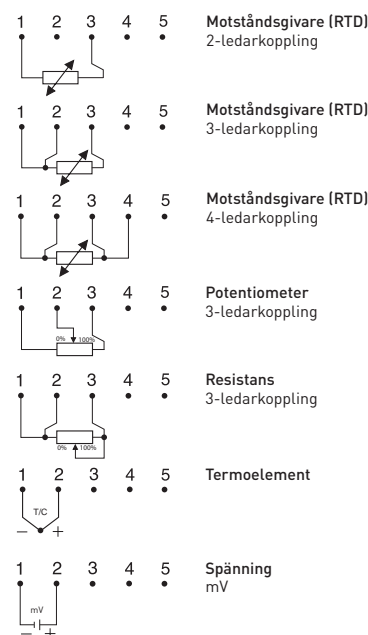 1 2 3 4 5 Motståndsgivare (RTD)
2-ledarkoppling
1 2 3 4 5 Motståndsgivare (RTD)
3-ledarkoppling
1 2 3 4 5 Motståndsgivare (RTD)
4-ledarkoppling
1 2 3 4 5 Potentiometer
3-ledarkoppling
0% 100%
1 2 3 4 5 Resistans
3-ledarkoppling
0% 100%
1 2 3 4 5 Termoelement
T/C
− +
1 2 3 4 5 Spänning
mV
mV
− +